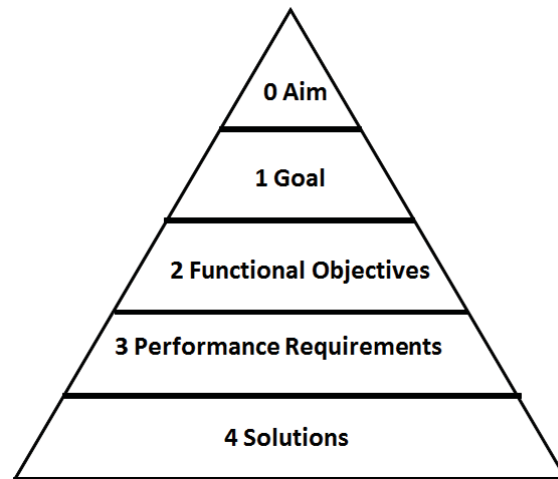 0 Aim
1 Goal
2 Functional Objectives
3 Performance Requirements
4 Solutions